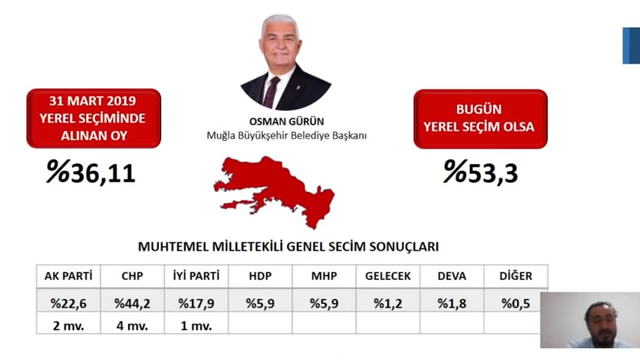 31 MART 2019
YEREL SEÇİMİNDE
ALINAN OY
%36,11
OSMAN GÜRÜN
Muğla Büyükşehir Belediye Başkanı
BUGÜN
YEREL SEÇİM OLSA
%53,3
MUHTEMEL MİLLETEKİLİ GENEL SECİM SONUÇLARI
AK PARTİ CHP İYİ PARTİ HDP MHP GELECEK DEVA DİĞER
%22,6 %44,2 %17,9 %5,9 %5,9 %1,2 %1,8 %0,5
2 mv. 4 mv. 1 mv.